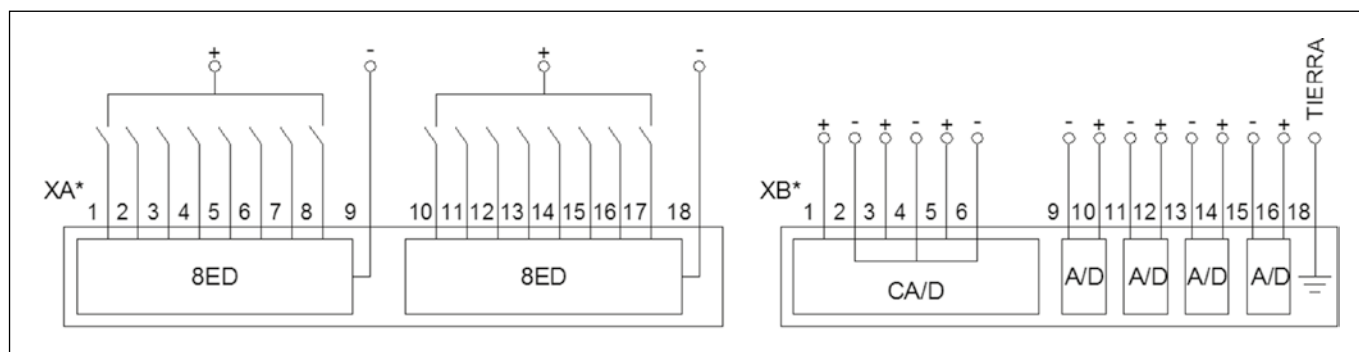 + - + -
TIERRA
+ - + - + - - + - + - + - +
XA*
1 2 3 4 5 6 7 8 9 10 11 12 13 14 15 16 17 18
XB*
1 2 3 4 5 6 9 10 11 12 13 14 15 16 18
8ED 8ED
CA/D A/D A/D A/D A/D